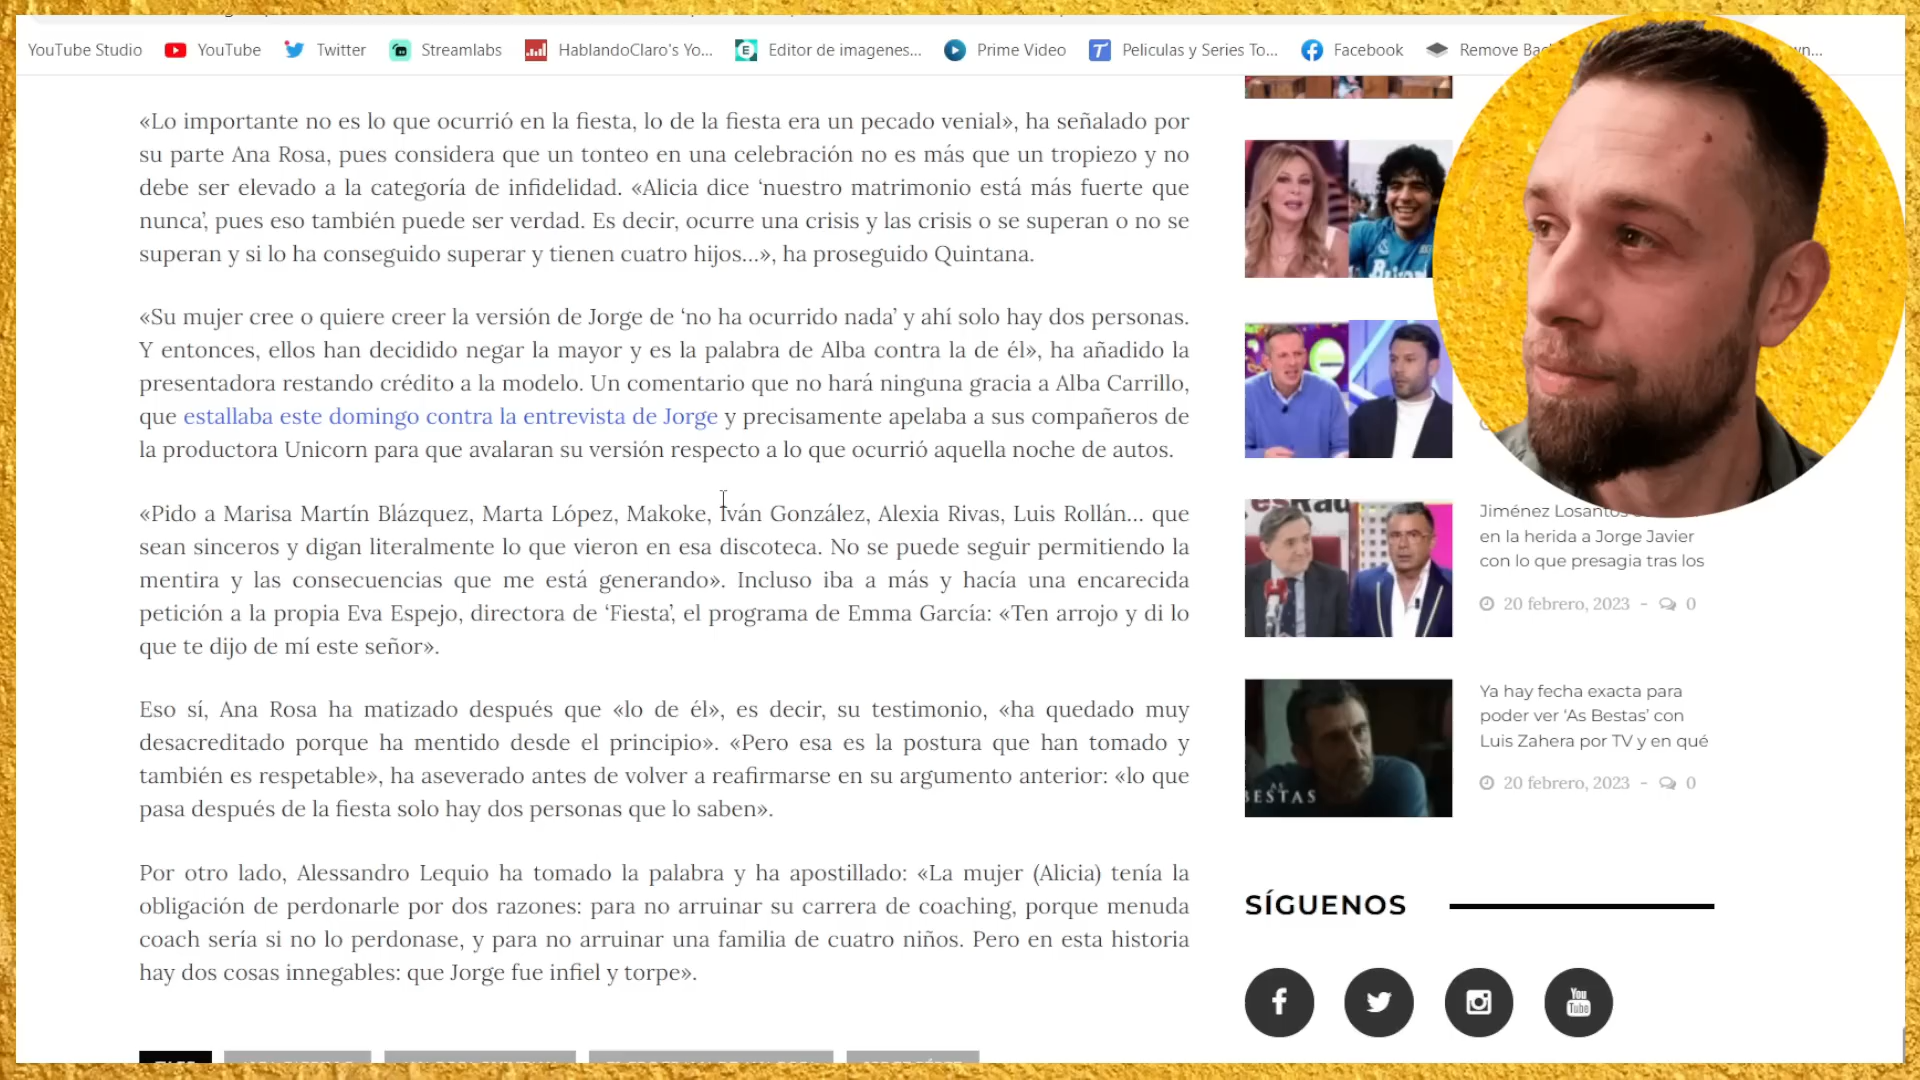 YouTube Studio YouTube Twitter Streamlabs HablandoClaro's Yo... Editor de imagenes... Prime Video Peliculas y Series To... Facebook Remove
«Lo importante no es lo que ocurrió en la fiesta, lo de la fiesta era un pecado venial», ha señalado por
su parte Ana Rosa, pues considera que un tonteo en una celebración no es más que un tropiezo y no
debe ser elevado a la categoría de infidelidad. «Alicia dice ‘nuestro matrimonio está más fuerte que
nunca’, pues eso también puede ser verdad. Es decir, ocurre una crisis y las crisis o se superan o no se
superan y si lo ha conseguido superar y tienen cuatro hijos…», ha proseguido Quintana.
«Su mujer cree o quiere creer la versión de Jorge de ‘no ha ocurrido nada’ y ahí solo hay dos personas.
Y entonces, ellos han decidido negar la mayor y es la palabra de Alba contra la de él», ha añadido la
presentadora restando crédito a la modelo. Un comentario que no hará ninguna gracia a Alba Carrillo,
que estallaba este domingo contra la entrevista de Jorge y precisamente apelaba a sus compañeros de
la productora Unicorn para que avalaran su versión respecto a lo que ocurrió aquella noche de autos.
«Pido a Marisa Martín Blázquez, Marta López, Makoke, Iván González, Alexia Rivas, Luis Rollán… que
sean sinceros y digan literalmente lo que vieron en esa discoteca. No se puede seguir permitiendo la
mentira y las consecuencias que me está generando». Incluso iba a más y hacía una encarecida
petición a la propia Eva Espejo, directora de ‘Fiesta’, el programa de Emma García: «Ten arrojo y di lo
que te dijo de mí este señor».
Eso sí, Ana Rosa ha matizado después que «lo de él», es decir, su testimonio, «ha quedado muy
desacreditado porque ha mentido desde el principio». «Pero esa es la postura que han tomado y
también es respetable», ha aseverado antes de volver a reafirmarse en su argumento anterior: «lo que
pasa después de la fiesta solo hay dos personas que lo saben».
Por otro lado, Alessandro Lequio ha tomado la palabra y ha apostillado: «La mujer (Alicia) tenía la
obligación de perdonarle por dos razones: para no arruinar su carrera de coaching, porque menuda
coach sería si no lo perdonase, y para no arruinar una familia de cuatro niños. Pero en esta historia
hay dos cosas innegables: que Jorge fue infiel y torpe».
Jiménez Losantos
en la herida a Jorge Javier
con lo que presagia tras los
20 febrero, 2023 - 0
BESTAS
Ya hay fecha exacta para
poder ver ‘As Bestas’ con
Luis Zahera por TV y en qué
20 febrero, 2023 - 0
SÍGUENOS
You
Tube